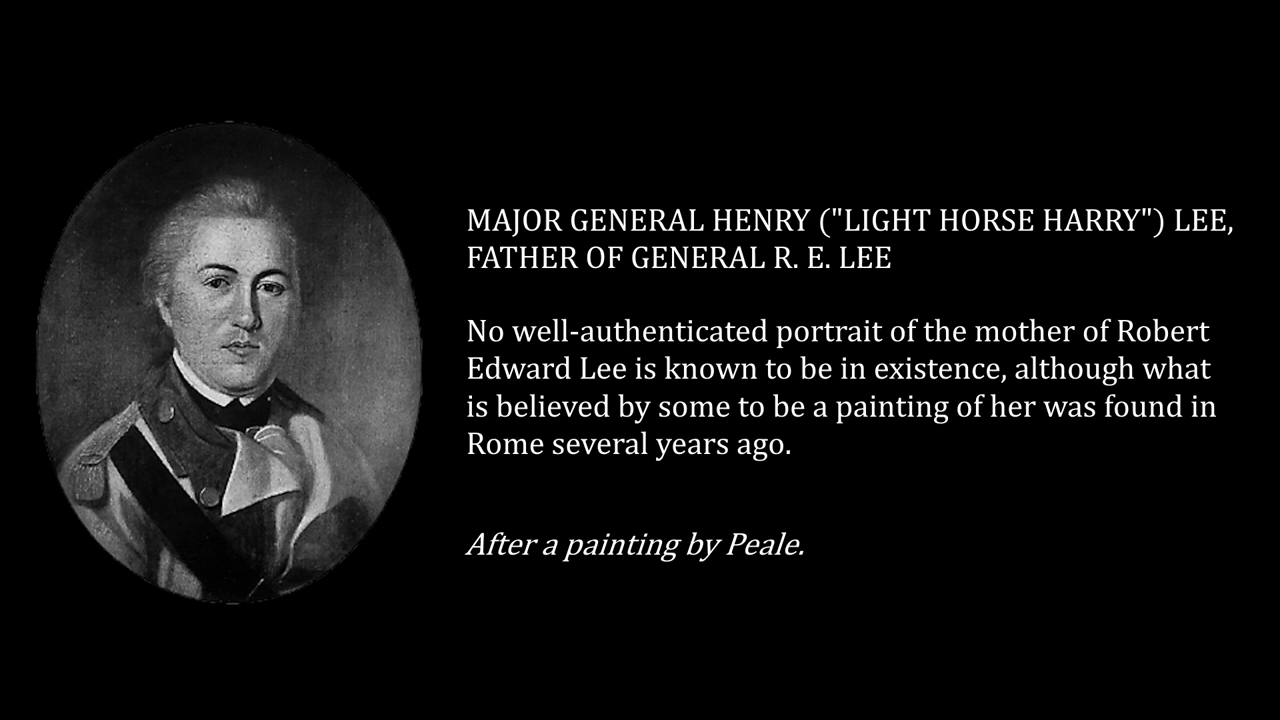 MAJOR GENERAL HENRY ("LIGHT HORSE HARRY") LEE,
FATHER OF GENERAL R. E. LEE
No well-authenticated portrait of the mother of Robert
Edward Lee is known to be in existence, although what
is believed by some to be a painting of her was found in
Rome several years ago.
After a painting by Peale.